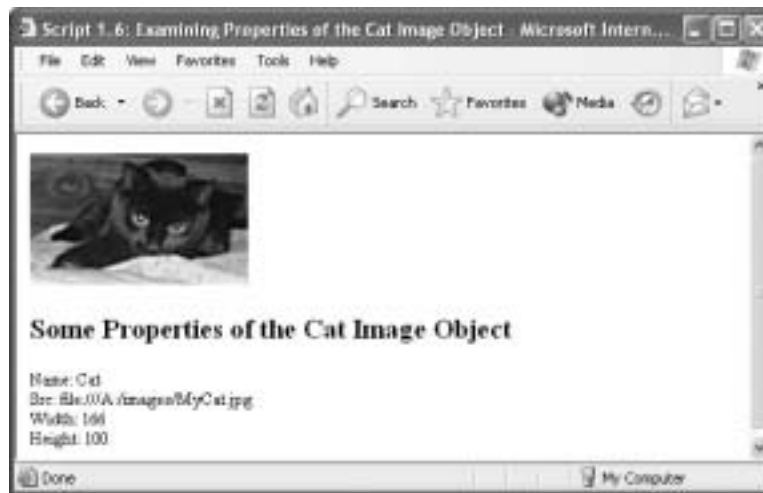 Script 1.6: Examining Properties of the Cat Image Object - Microsoft Intern...
File Edit View Favorites Tools Help
Back Search Favorites Media
Some Properties of the Cat Image Object
Name: Cat
Src: file:///A:/images/MyCat.jpg
Width: 166
Height: 100
Done My Computer